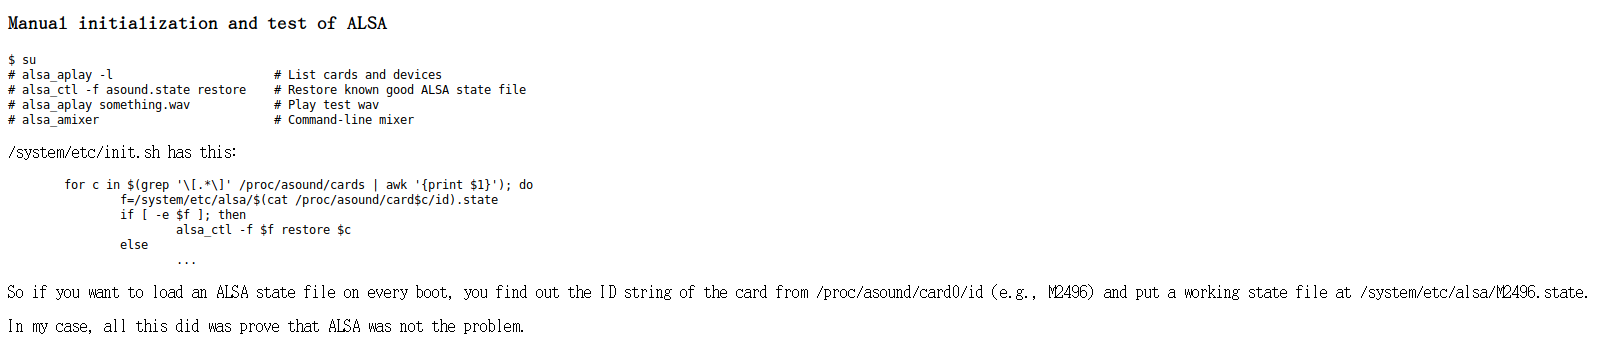 Manual initialization and test of ALSA
$ su
# alsa_aplay -l                       # List cards and devices
# alsa_ctl -f asound.state restore    # Restore known good ALSA state file
# alsa_aplay something.wav            # Play test wav
# alsa_amixer                         # Command-line mixer
/system/etc/init.sh has this:
        for c in $(grep '\[.*\]' /proc/asound/cards | awk '{print $1}'); do
                f=/system/etc/alsa/$(cat /proc/asound/card$c/id).state
                if [ -e $f ]; then
                        alsa_ctl -f $f restore $c
                else
                        ...
So if you want to load an ALSA state file on every boot, you find out the ID string of the card from /proc/asound/card0/id (e.g., M2496) and put a working state file at /system/etc/alsa/M2496.state.
In my case, all this did was prove that ALSA was not the problem.